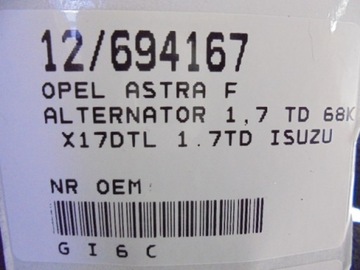 12/694167
OPEL ASTRA F
ALTERNATOR 1,7 TD 68K
X17DTL 1.7TD ISUZU
NR OEM
G I 6 C